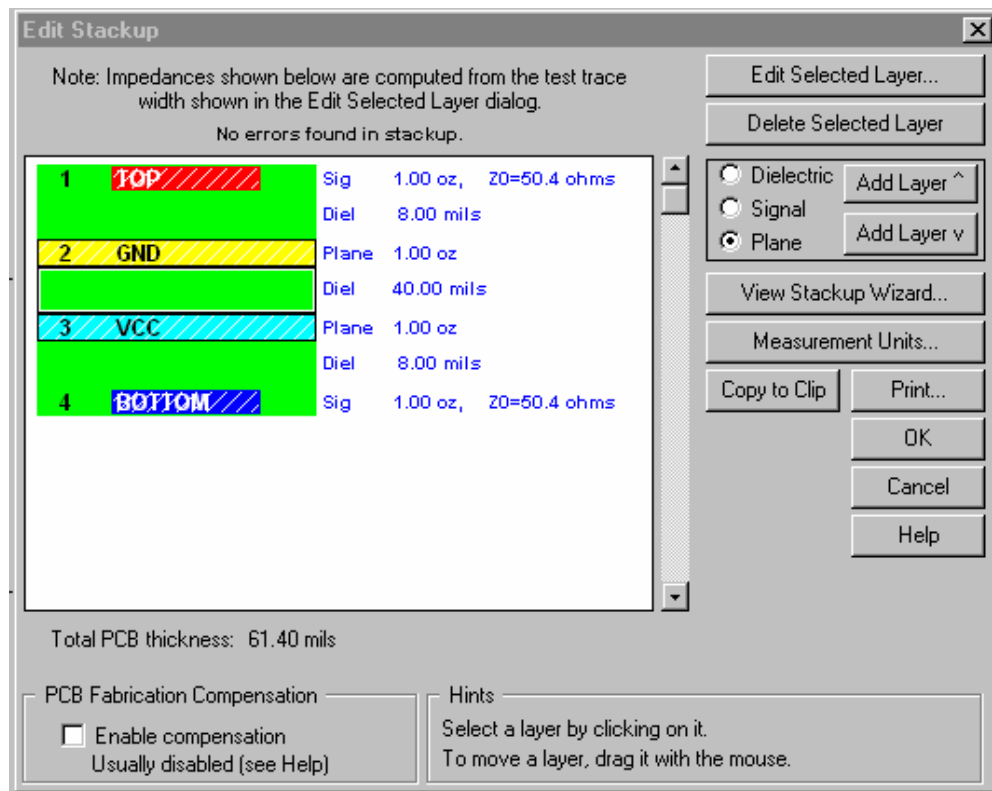 Edit Stackup
Note: Impedances shown below are computed from the test trace
width shown in the Edit Selected Layer dialog.
No errors found in stackup.
1 TOP Sig 1.00 oz, Z0=50.4 ohms
Diel 8.00 mils
2 GND Plane 1.00 oz
Diel 40.00 mils
3 VCC Plane 1.00 oz
Diel 8.00 mils
4 BOTTOM Sig 1.00 oz, Z0=50.4 ohms
Total PCB thickness: 61.40 mils
PCB Fabrication Compensation
Enable compensation
Usually disabled (see Help)
Hints
Select a layer by clicking on it.
To move a layer, drag it with the mouse.
Edit Selected Layer...
Delete Selected Layer
Dielectric
Signal
Plane
Add Layer ^
Add Layer v
View Stackup Wizard...
Measurement Units...
Copy to Clip
Print...
OK
Cancel
Help